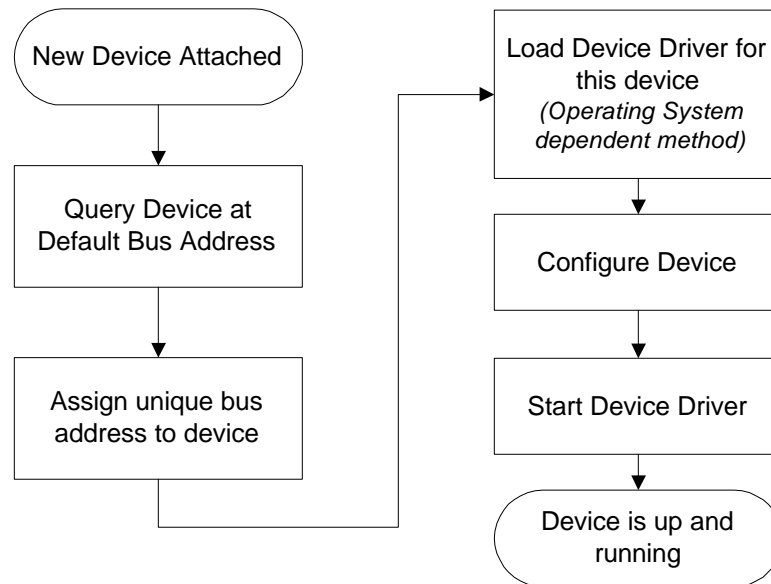 New Device Attached
Query Device at
Default Bus Address
Assign unique bus
address to device
Load Device Driver for
this device
(Operating System
dependent method)
Configure Device
Start Device Driver
Device is up and
running